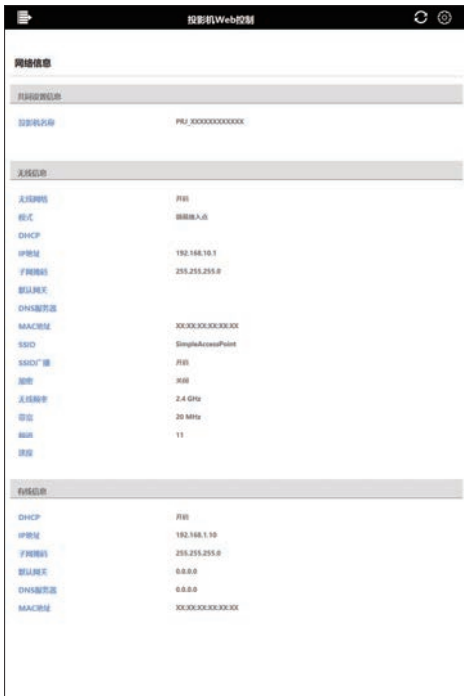 投影机Web控制
网络信息
共同设置信息
投影机名称 PRJ_XXXXXXXXXXXX
无线信息
无线网络 开启
模式 简易接入点
DHCP
IP地址 192.168.10.1
子网掩码 255.255.255.0
默认网关
DNS服务器
MAC地址 XX:XX:XX:XX:XX:XX
SSID SimpleAccessPoint
SSID广播 开启
加密 关闭
无线频率 2.4 GHz
带宽 20 MHz
频道 11
速度
有线信息
DHCP 开启
IP地址 192.168.1.10
子网掩码 255.255.255.0
默认网关 0.0.0.0
DNS服务器 0.0.0.0
MAC地址 XX:XX:XX:XX:XX:XX